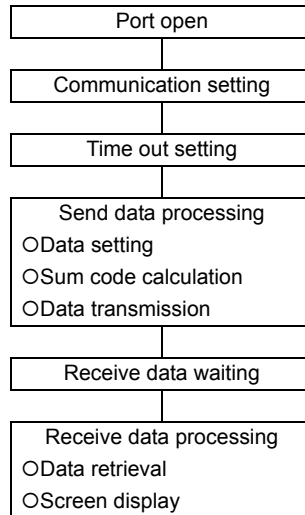 Port open
Communication setting
Time out setting
Send data processing
○Data setting
○Sum code calculation
○Data transmission
Receive data waiting
Receive data processing
○Data retrieval
○Screen display